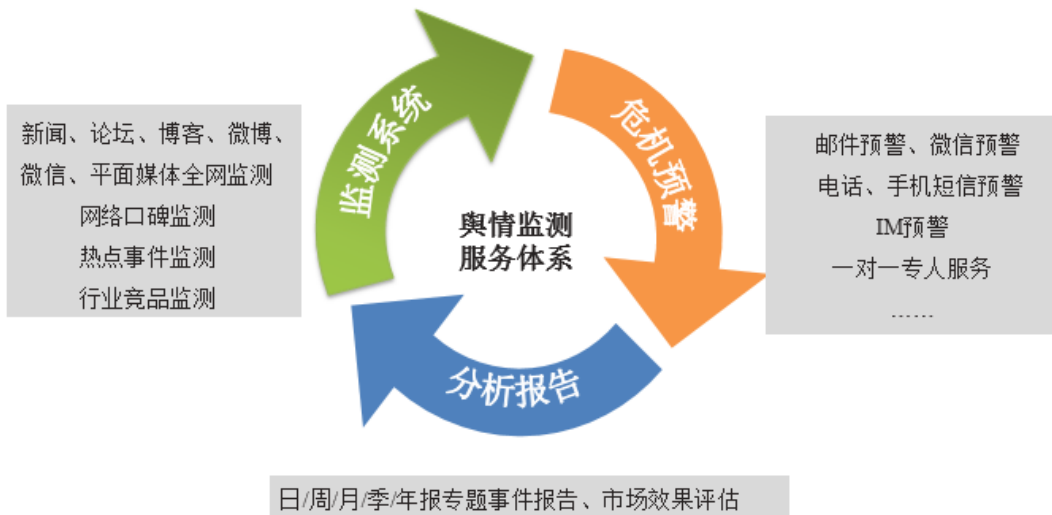 监测系统
危机预警
新闻、论坛、博客、微博、
微信、平面媒体全网监测
网络口碑监测
热点事件监测
行业竞品监测
舆情监测
服务体系
邮件预警、微信预警
电话、手机短信预警
IM预警
一对一专人服务
……
分析报告
日/周/月/季/年报专题事件报告、市场效果评估